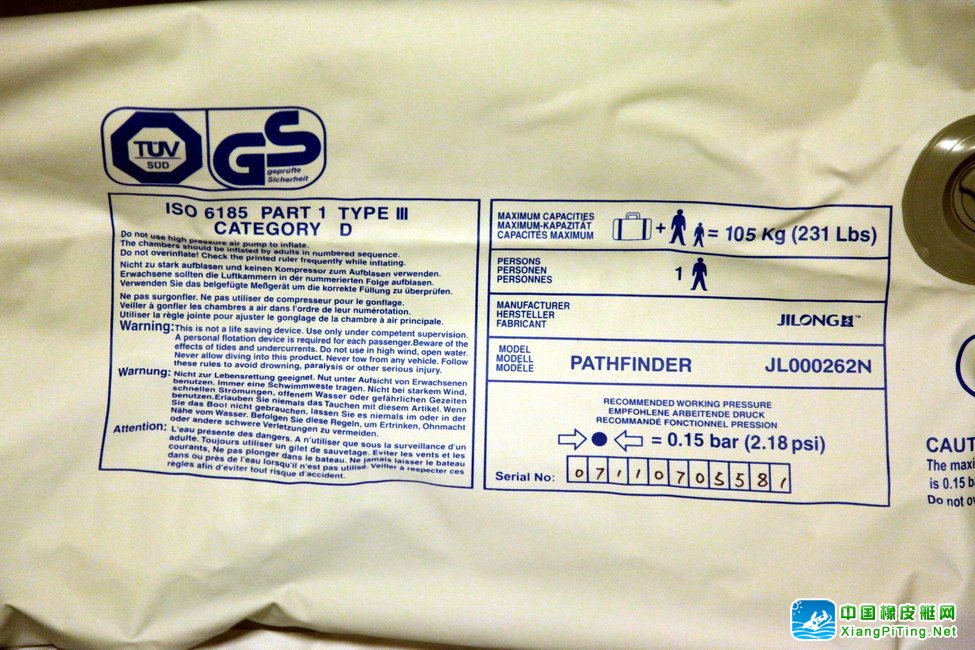 TÜV
SÜD
GS
geprüfte
Sicherheit
ISO 6185 PART 1 TYPE III
CATEGORY D
Do not use high pressure air pump to inflate.
The chambers should be inflated by adults in numbered sequence.
Do not overinflate! Check the printed ruler frequently while inflating.
Nicht zu stark aufblasen und keinen Kompressor zum Aufblasen verwenden.
Erwachsene sollten die Luftkammern in der nummerierten Folge aufblasen.
Verwenden Sie das belgefügte Meßgerät um die korrekte Füllung zu überprüfen.
Ne pas surgonfler. Ne pas utiliser de compresseur pour le gonflage.
Veiller à gonfler les chambres a air dans l'ordre de leur numérotation.
Utiliser la règle jointe pour ajuster le gonglage de la chambre à air principale.
Warning: This is not a life saving device. Use only under competent supervision.
A personal flotation device is required for each passenger.Beware of the
effects of tides and undercurrents. Do not use in high wind, open water.
Never allow diving into this product. Never tow from any vehicle. Follow
these rules to avoid drowning, paralysis or other serious injury.
Warnung: Nicht zur Lebensrettung geeignet. Nut unter Aufsicht von Erwachsenen
benutzen. Immer eine Schwimmweste tragen. Nicht bei starkem Wind,
schnellen Strömungen, offenem Wasser oder gefährlichen Gezeiten
benutzen.Erlauben Sie niemals das Tauchen mit diesem Artikel. Wenn
Sie das Boot nicht gebrauchen, lassen Sie es niemals im oder in der
Nähe vom Wasser. Befolgen Sie diese Regeln, um Ertrinken, Ohnmacht
oder andere schwere Verletzungen zu vermeiden.
Attention: L'eau présente des dangers. A n'utiliser que sous la surveillance d'un
adulte. Toujours utiliser un gilet de sauvetage. Eviter les vents et les
courants, Ne pas plonger dans le bateau. Ne jamais laisser le bateau
dans ou près de l'eau lorsqu'il n'est pas utilisé. Veiller à respecter ces
règles afin d'éviter tout risque d'accident.
MAXIMUM CAPACITIES
MAXIMUM-KAPAZITÄT
CAPACITÉS MAXIMUM
+ = 105 Kg (231 Lbs)
PERSONS
PERSONEN
PERSONNES
1
MANUFACTURER
HERSTELLER
FABRICANT
JILONG™
MODEL
MODELL
MODÈLE
PATHFINDER JL000262N
RECOMMENDED WORKING PRESSURE
EMPFOHLENE ARBEITENDE DRUCK
RECOMMANDÉ FONCTIONNEL PRESSION
= 0.15 bar (2.18 psi)
Serial No: 07110705581
CAUT
The maxi
is 0.15 b
Do not o
中国橡皮艇网
XiangPiTing.Net